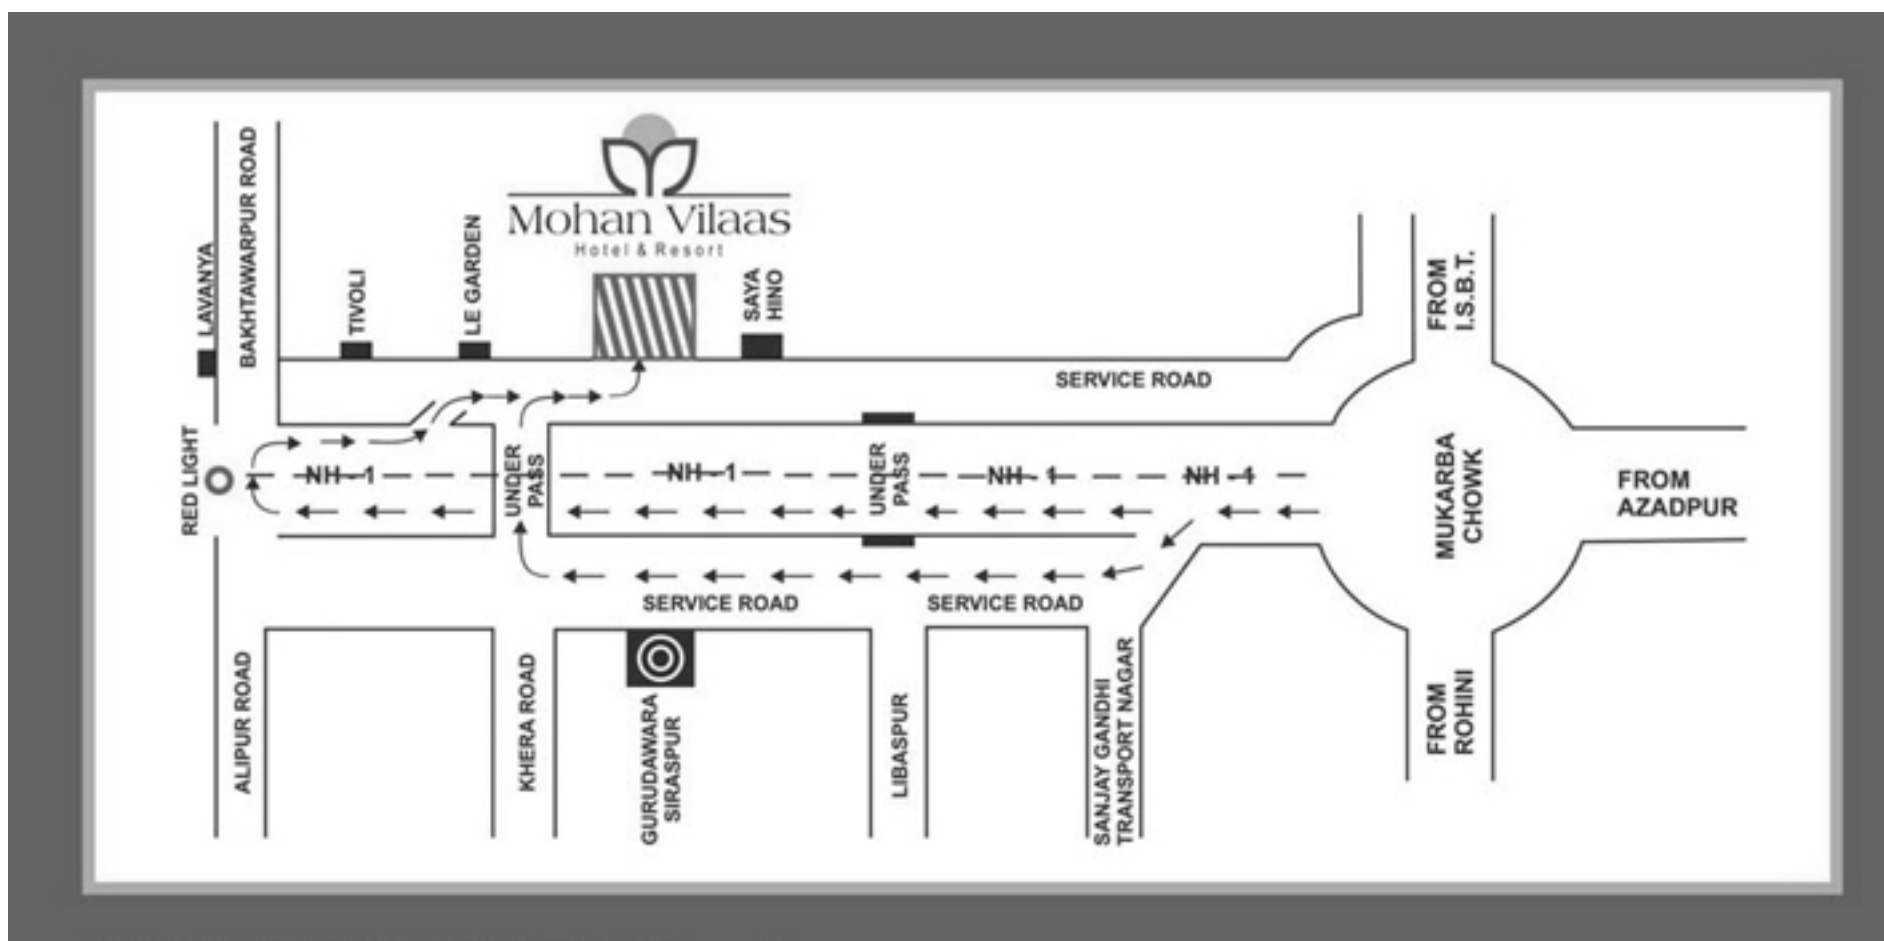 Mohan Vilaas
Hotel & Resort
LAVANYA
BAKHTAWARPUR ROAD
TIVOLI
LE GARDEN
SAYA
HINO
FROM
I.S.B.T.
SERVICE ROAD
RED LIGHT
NH - 1
UNDER
PASS
NH - 1
UNDER
PASS
NH - 1
NH - 1
MUKARBA
CHOWK
FROM
AZADPUR
SERVICE ROAD
SERVICE ROAD
ALIPUR ROAD
KHERA ROAD
GURUDAWARA
SIRASPUR
LIBASPUR
SANJAY GANDHI
TRANSPORT NAGAR
FROM
ROHINI